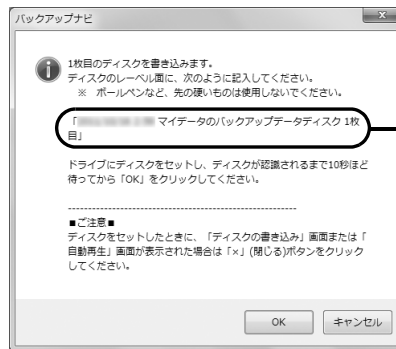 バックアップナビ
1枚目のディスクを書き込みます。
ディスクのレーベル面に、次のように記入してください。
※ ボールペンなど、先の硬いものは使用しないでください。
「 マイデータのバックアップデータディスク 1枚
目」
ドライブにディスクをセットし、ディスクが認識されるまで10秒ほど
待ってから「OK」をクリックしてください。
--------------------------------------------------------
■ご注意■
ディスクをセットしたときに、「ディスクの書き込み」画面または「
自動再生」画面が表示された場合は「×」(閉じる)ボタンをクリック
してください。
OK キャンセル